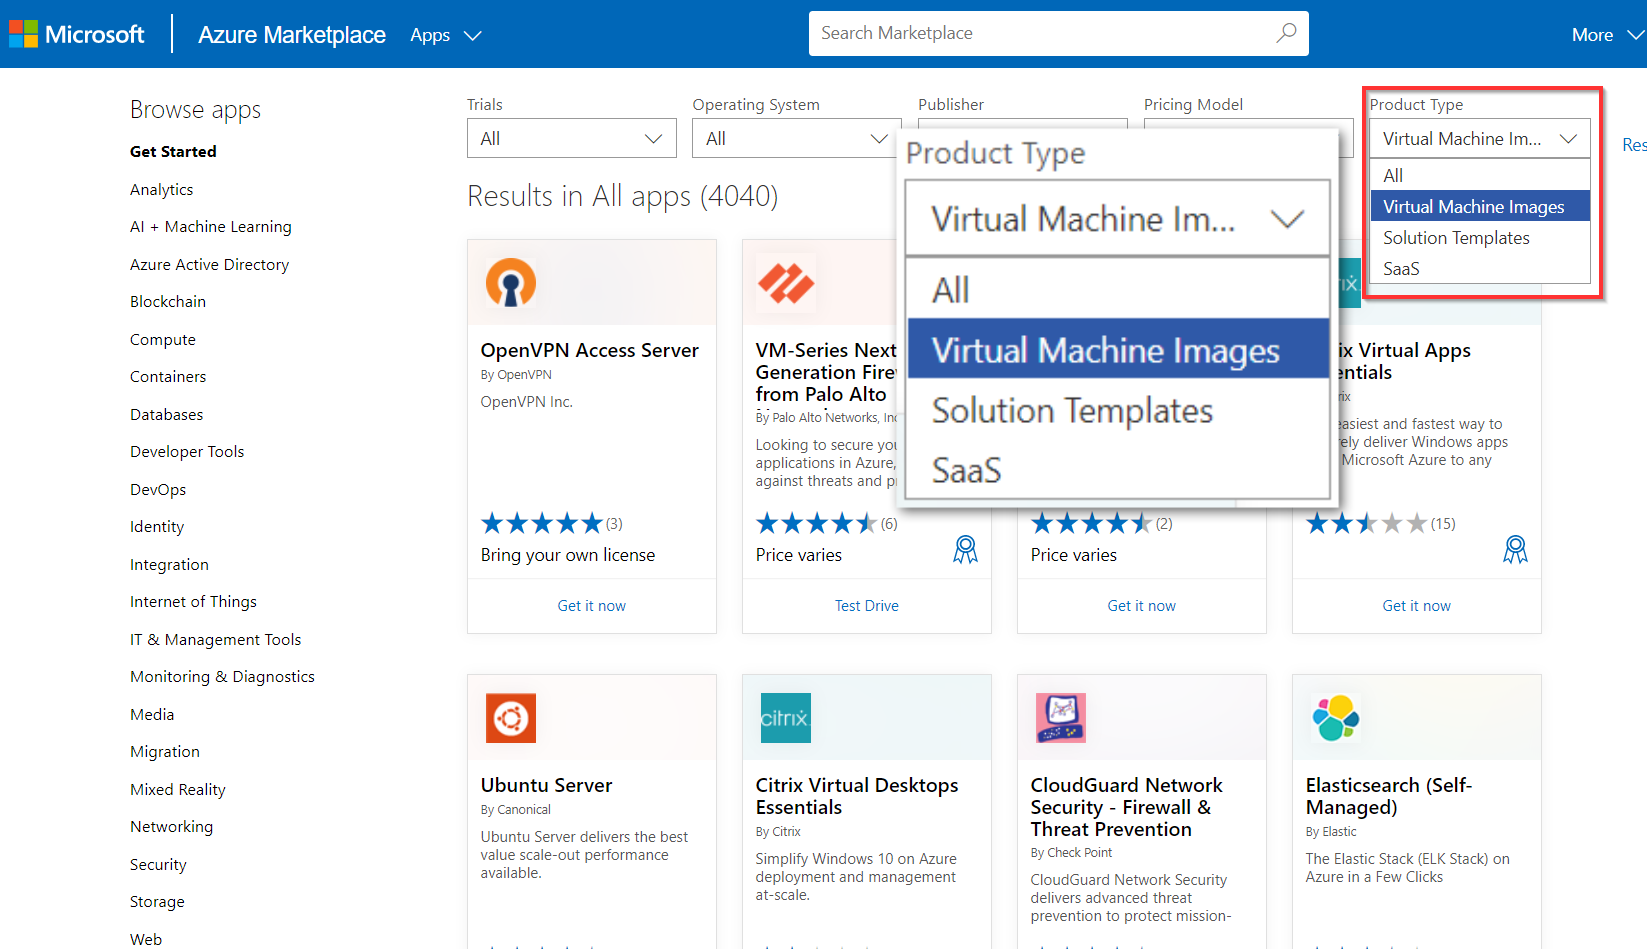 Microsoft
Azure Marketplace
Apps
Search Marketplace
More
Browse apps
Get Started
Analytics
AI + Machine Learning
Azure Active Directory
Blockchain
Compute
Containers
Databases
Developer Tools
DevOps
Identity
Integration
Internet of Things
IT & Management Tools
Monitoring & Diagnostics
Media
Migration
Mixed Reality
Networking
Security
Storage
Web
Trials
All
Operating System
All
Publisher
Pricing Model
Product Type
Virtual Machine Im...
All
Virtual Machine Images
Solution Templates
SaaS
Res
Results in All apps (4040)
Product Type
Virtual Machine Im...
All
Virtual Machine Images
Solution Templates
SaaS
OpenVPN Access Server
By OpenVPN
OpenVPN Inc.
(3)
Bring your own license
Get it now
VM-Series Next
Generation Fire
from Palo Alto
By Palo Alto Networks, Inc
Looking to secure you
applications in Azure,
against threats and p
(6)
Price varies
Test Drive
(2)
Price varies
Get it now
ix Virtual Apps
entials
rix
easiest and fastest way to
ely deliver Windows apps
Microsoft Azure to any
(15)
Get it now
Ubuntu Server
By Canonical
Ubuntu Server delivers the best
value scale-out performance
available.
citrix
Citrix Virtual Desktops
Essentials
By Citrix
Simplify Windows 10 on Azure
deployment and management
at-scale.
CloudGuard Network
Security - Firewall &
Threat Prevention
By Check Point
CloudGuard Network Security
delivers advanced threat
prevention to protect mission-
Elasticsearch (Self-
Managed)
By Elastic
The Elastic Stack (ELK Stack) on
Azure in a Few Clicks